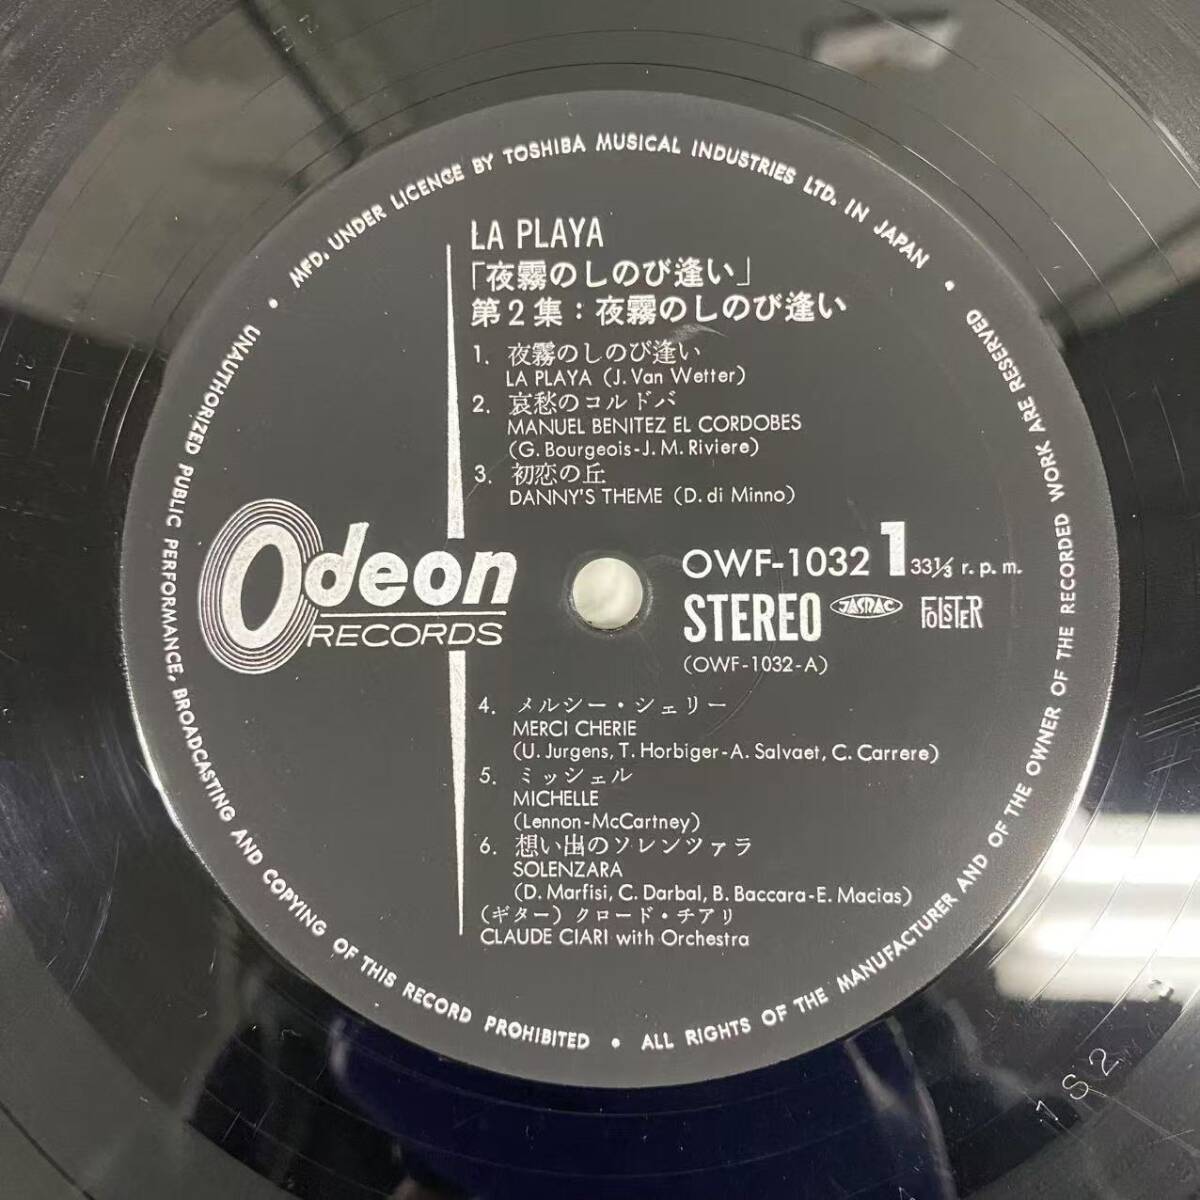 MFD. UNDER LICENCE BY TOSHIBA MUSICAL INDUSTRIES LTD. IN JAPAN •
LA PLAYA
「夜霧のしのび逢い」
第2集：夜霧のしのび逢い
1. 夜霧のしのび逢い
LA PLAYA (J. Van Wetter)
2. 哀愁のコルドバ
MANUEL BENITEZ EL CORDOBES
(G. Bourgeois-J. M. Riviere)
3. 初恋の丘
DANNY'S THEME (D. di Minno)
Odeon
RECORDS
OWF-1032 1 33⅓ r. p. m.
STEREO JASRAC FOLSTER
(OWF-1032-A)
4. メルシー・シェリー
MERCI CHERIE
(U. Jurgens, T. Horbiger-A. Salvaet, C. Carrere)
5. ミッシェル
MICHELLE
(Lennon-McCartney)
6. 想い出のソレンツァラ
SOLENZARA
(D. Marfisi, C. Darbal, B. Baccara-E. Macias)
(ギター) クロード・チアリ
CLAUDE CIARI with Orchestra
ALL RIGHTS OF THE MANUFACTURER AND OF THE OWNER OF THE RECORDED WORK ARE RESERVED •
UNAUTHORIZED PUBLIC PERFORMANCE, BROADCASTING AND COPYING OF THIS RECORD PROHIBITED •
1S2